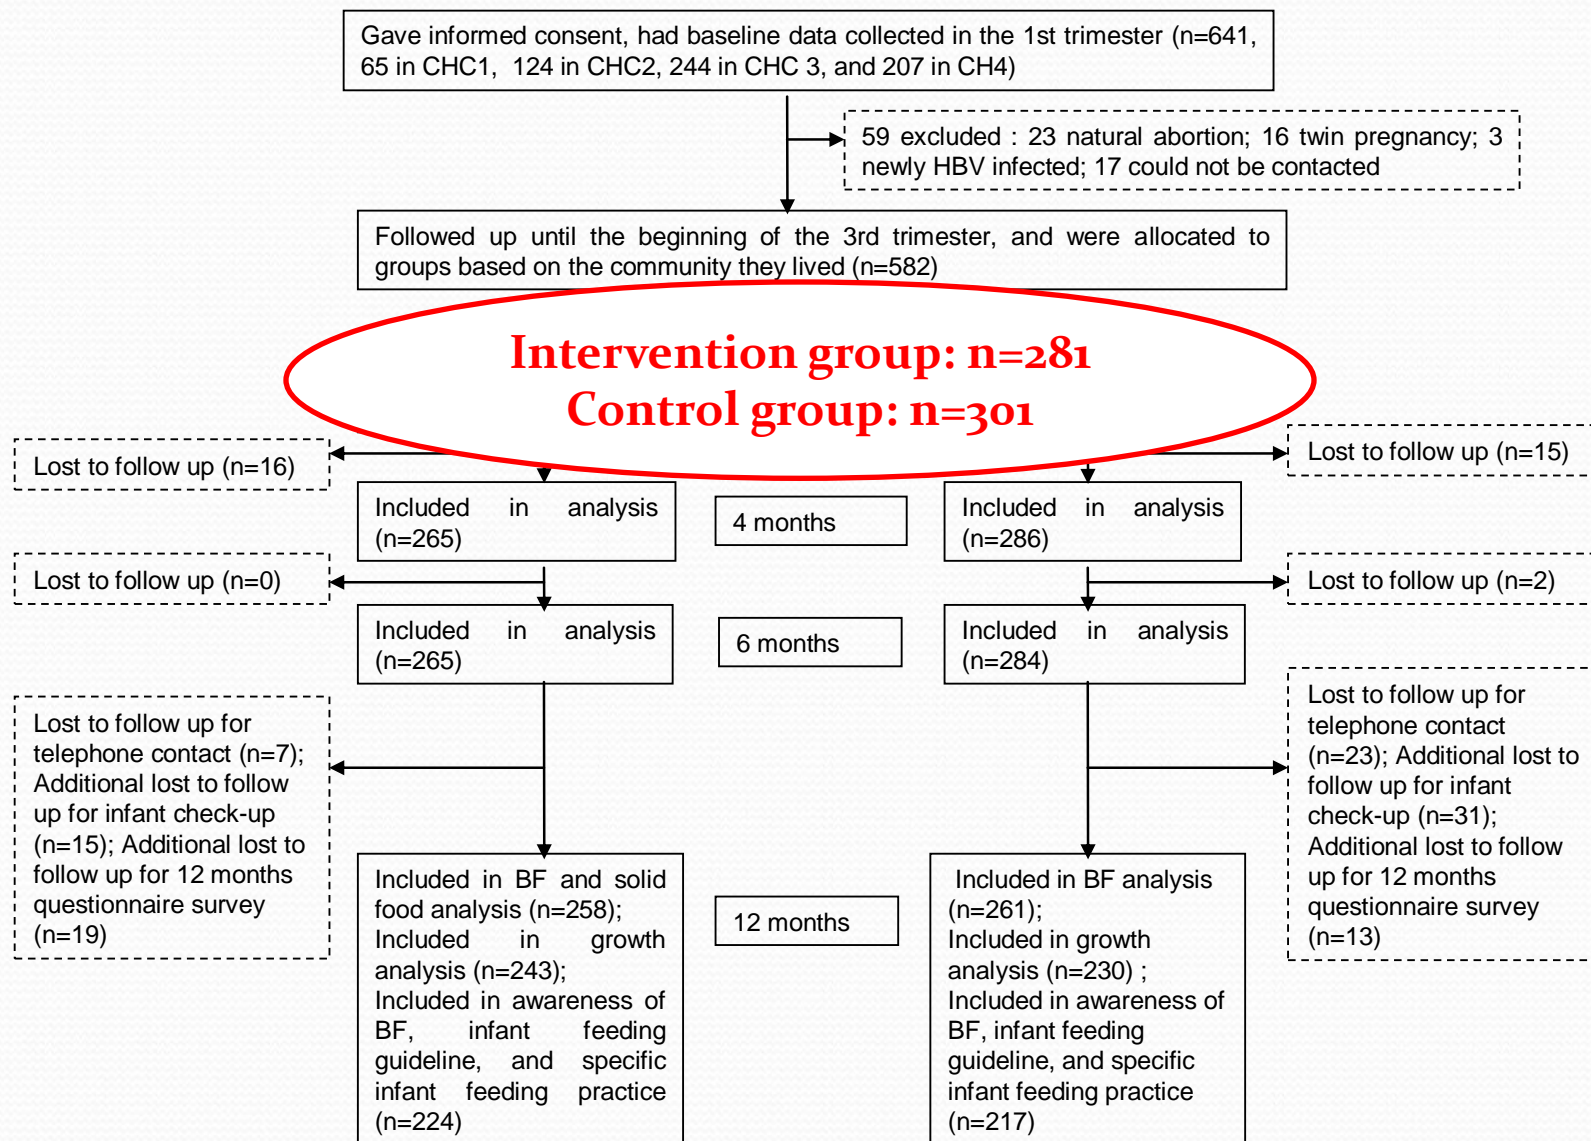 Gave informed consent, had baseline data collected in the 1st trimester (n=641,
65 in CHC1, 124 in CHC2, 244 in CHC 3, and 207 in CH4)
59 excluded : 23 natural abortion; 16 twin pregnancy; 3
newly HBV infected; 17 could not be contacted
Followed up until the beginning of the 3rd trimester, and were allocated to
groups based on the community they lived (n=582)
Intervention group: n=281
Control group: n=301
Lost to follow up (n=16)
Lost to follow up (n=15)
Included in analysis
(n=265)
4 months
Included in analysis
(n=286)
Lost to follow up (n=0)
Lost to follow up (n=2)
Included in analysis
(n=265)
6 months
Included in analysis
(n=284)
Lost to follow up for
telephone contact (n=7);
Additional lost to follow
up for infant check-up
(n=15); Additional lost to
follow up for 12 months
questionnaire survey
(n=19)
Lost to follow up for
telephone contact
(n=23); Additional lost to
follow up for infant
check-up (n=31);
Additional lost to follow
up for 12 months
questionnaire survey
(n=13)
Included in BF and solid
food analysis (n=258);
Included in growth
analysis (n=243);
Included in awareness of
BF, infant feeding
guideline, and specific
infant feeding practice
(n=224)
12 months
Included in BF analysis
(n=261);
Included in growth
analysis (n=230) ;
Included in awareness of
BF, infant feeding
guideline, and specific
infant feeding practice
(n=217)